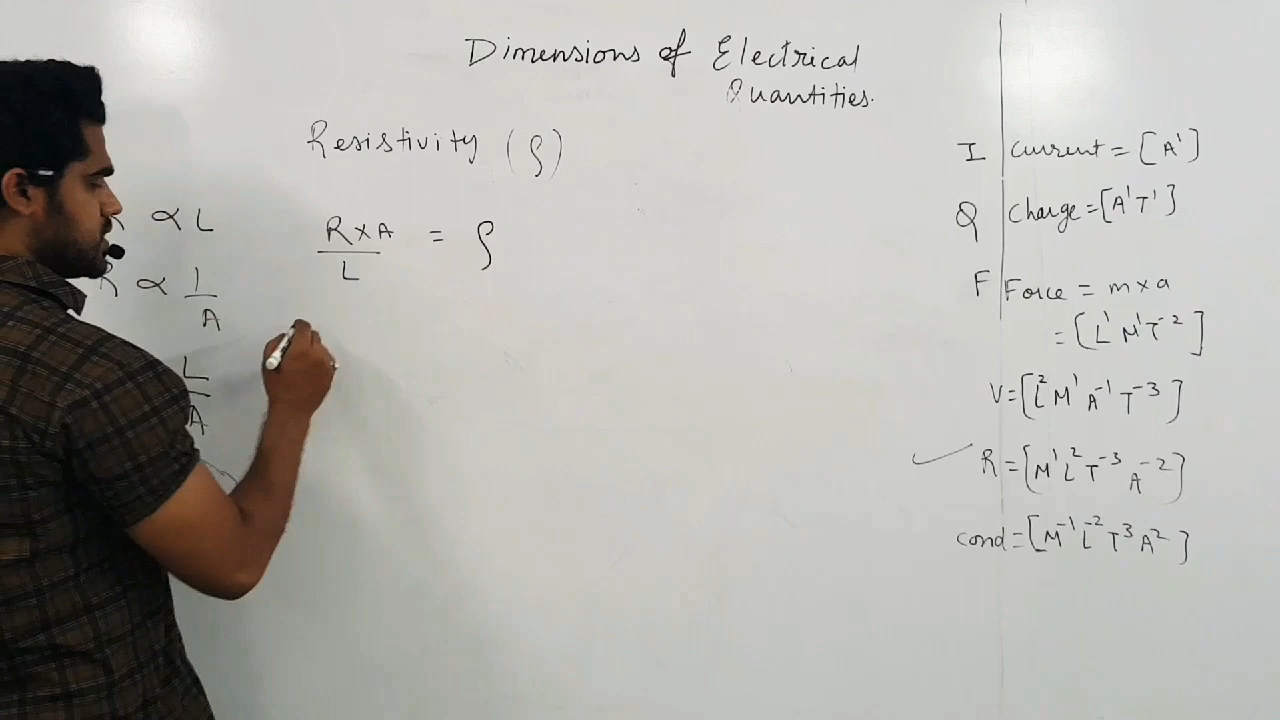 Dimensions of Electrical
Quantities.
Resistivity (ρ)
∝ L
R ∝ 1
A
L
A
R×A = ρ
L
I Current = [A¹]
Q Charge = [A¹T¹]
F Force = m×a
= [L¹M¹T⁻²]
V = [L²M¹A⁻¹T⁻³]
✓ R = [M¹L²T⁻³A⁻²]
cond = [M⁻¹L⁻²T³A²]